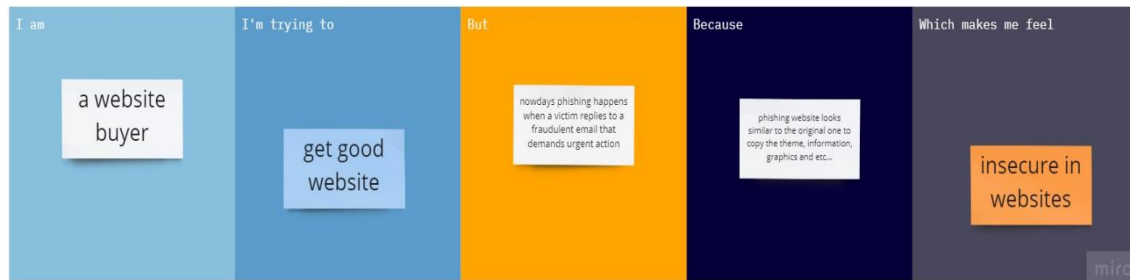 I am
a website
buyer
I'm trying to
get good
website
But
nowdays phishing happens
when a victim replies to a
fraudulent email that
demands urgent action
Because
phishing website looks
similar to the original one to
copy the theme, information,
graphics and etc...
Which makes me feel
insecure in
websites
miro